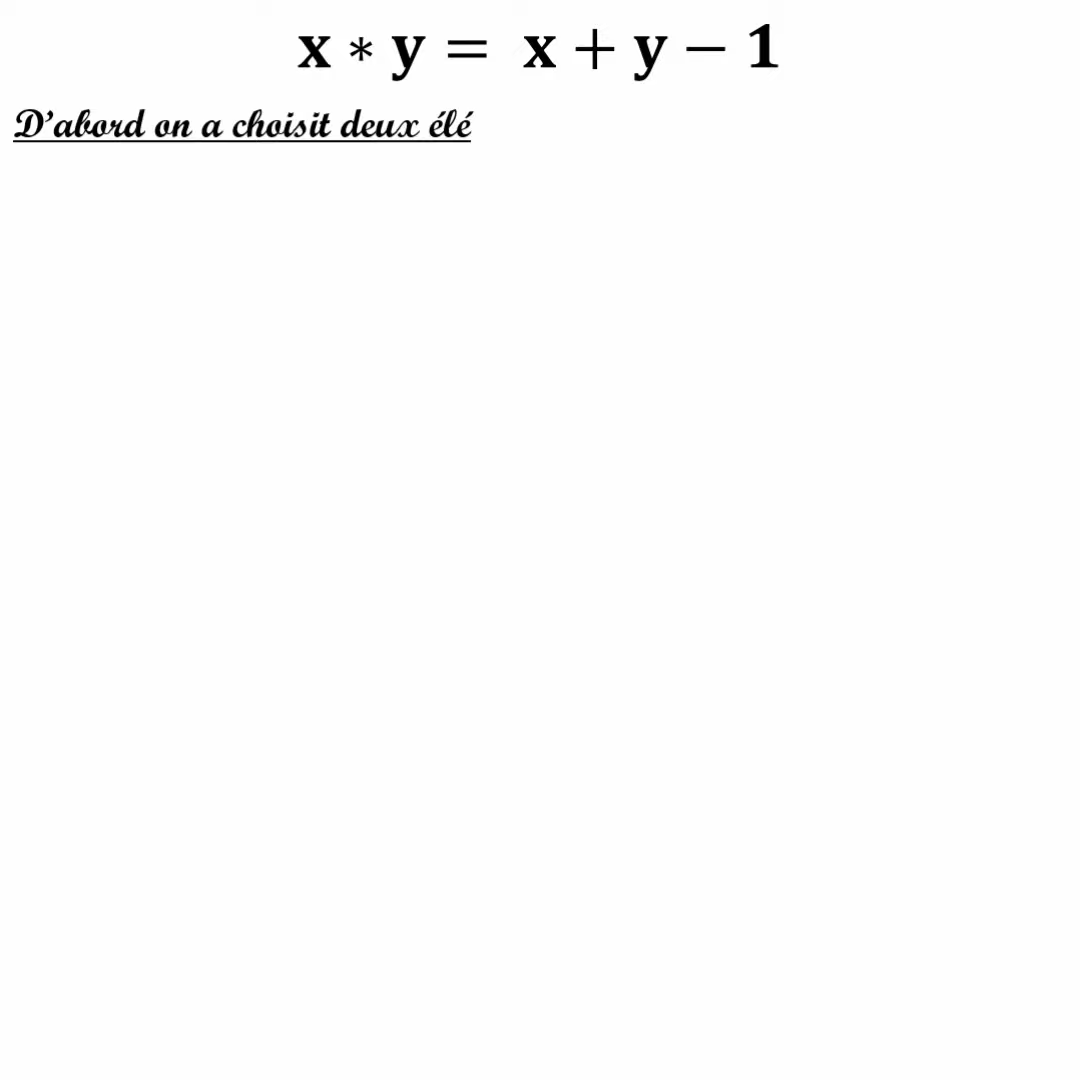 x * y = x + y − 1
D'abord on a choisit deux élé